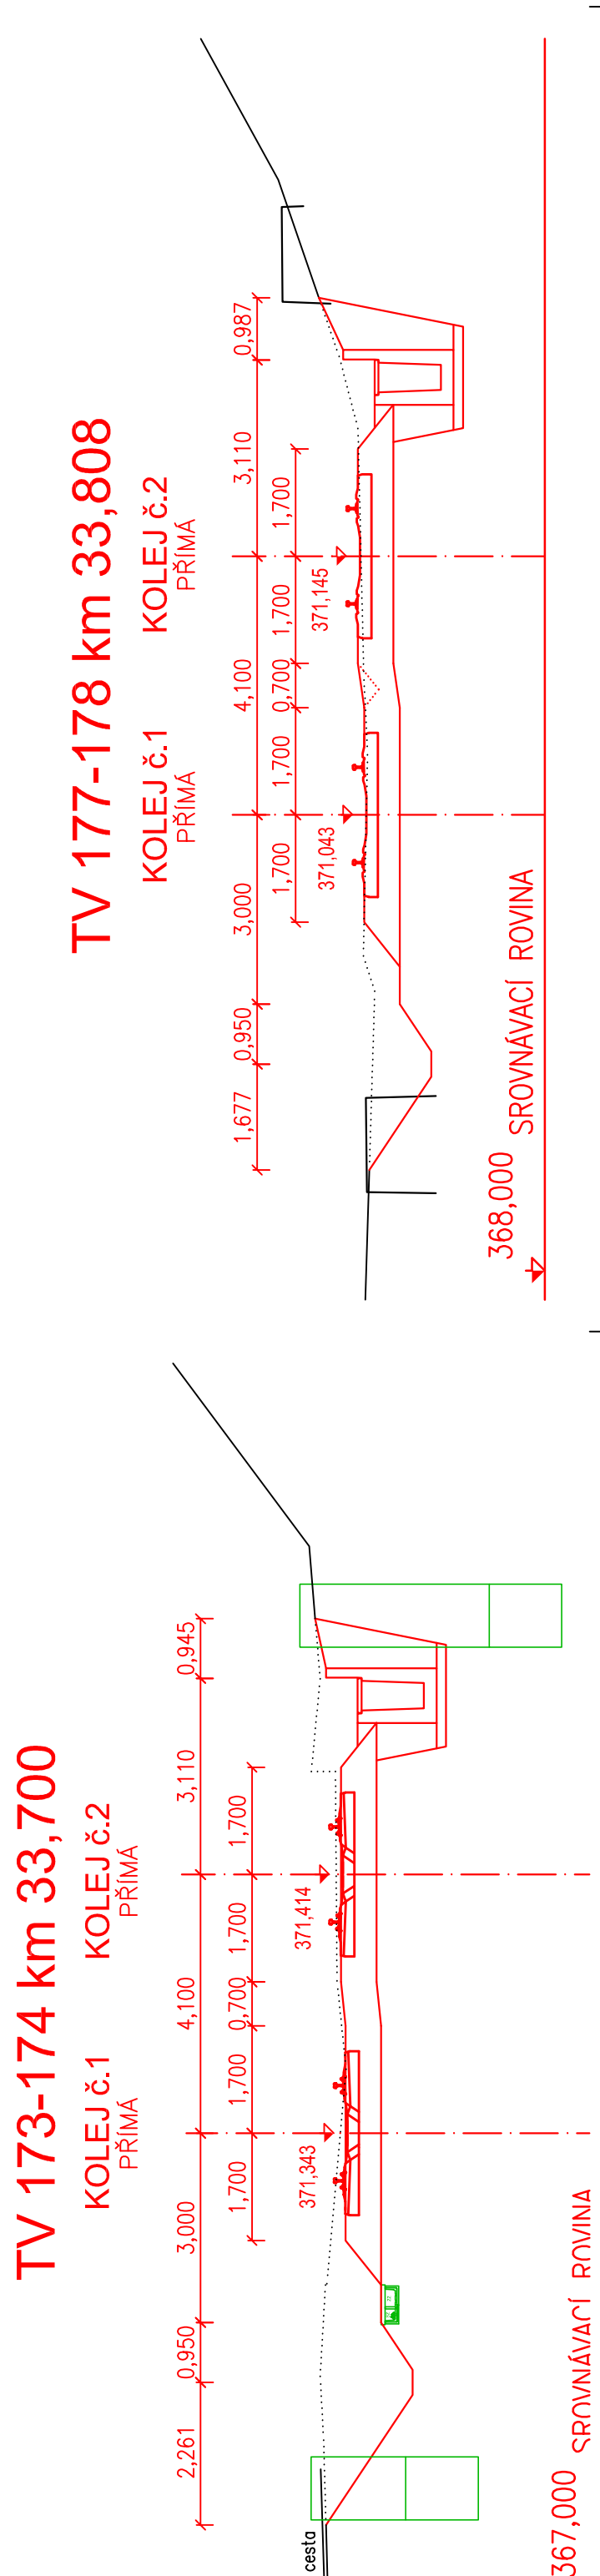 TV 177-178 km 33,808
KOLEJ č.1
PŘÍMÁ
KOLEJ č.2
PŘÍMÁ
1,677
0,950
3,000
4,100
3,110
0,987
1,700
1,700
0,700
1,700
1,700
371,043
371,145
368,000
SROVNÁVACÍ ROVINA
TV 173-174 km 33,700
KOLEJ č.1
PŘÍMÁ
KOLEJ č.2
PŘÍMÁ
2,261
0,950
3,000
4,100
3,110
0,945
1,700
1,700
0,700
1,700
1,700
371,343
371,414
cesta
367,000
SROVNÁVACÍ ROVINA